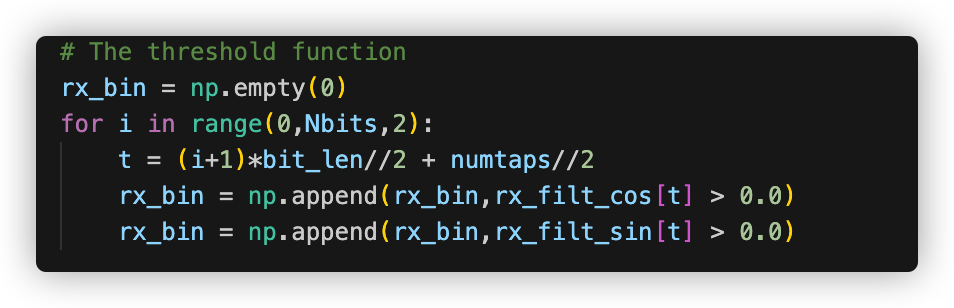 # The threshold function
rx_bin = np.empty(0)
for i in range(0,Nbits,2):
    t = (i+1)*bit_len//2 + numtaps//2
    rx_bin = np.append(rx_bin,rx_filt_cos[t] > 0.0)
    rx_bin = np.append(rx_bin,rx_filt_sin[t] > 0.0)